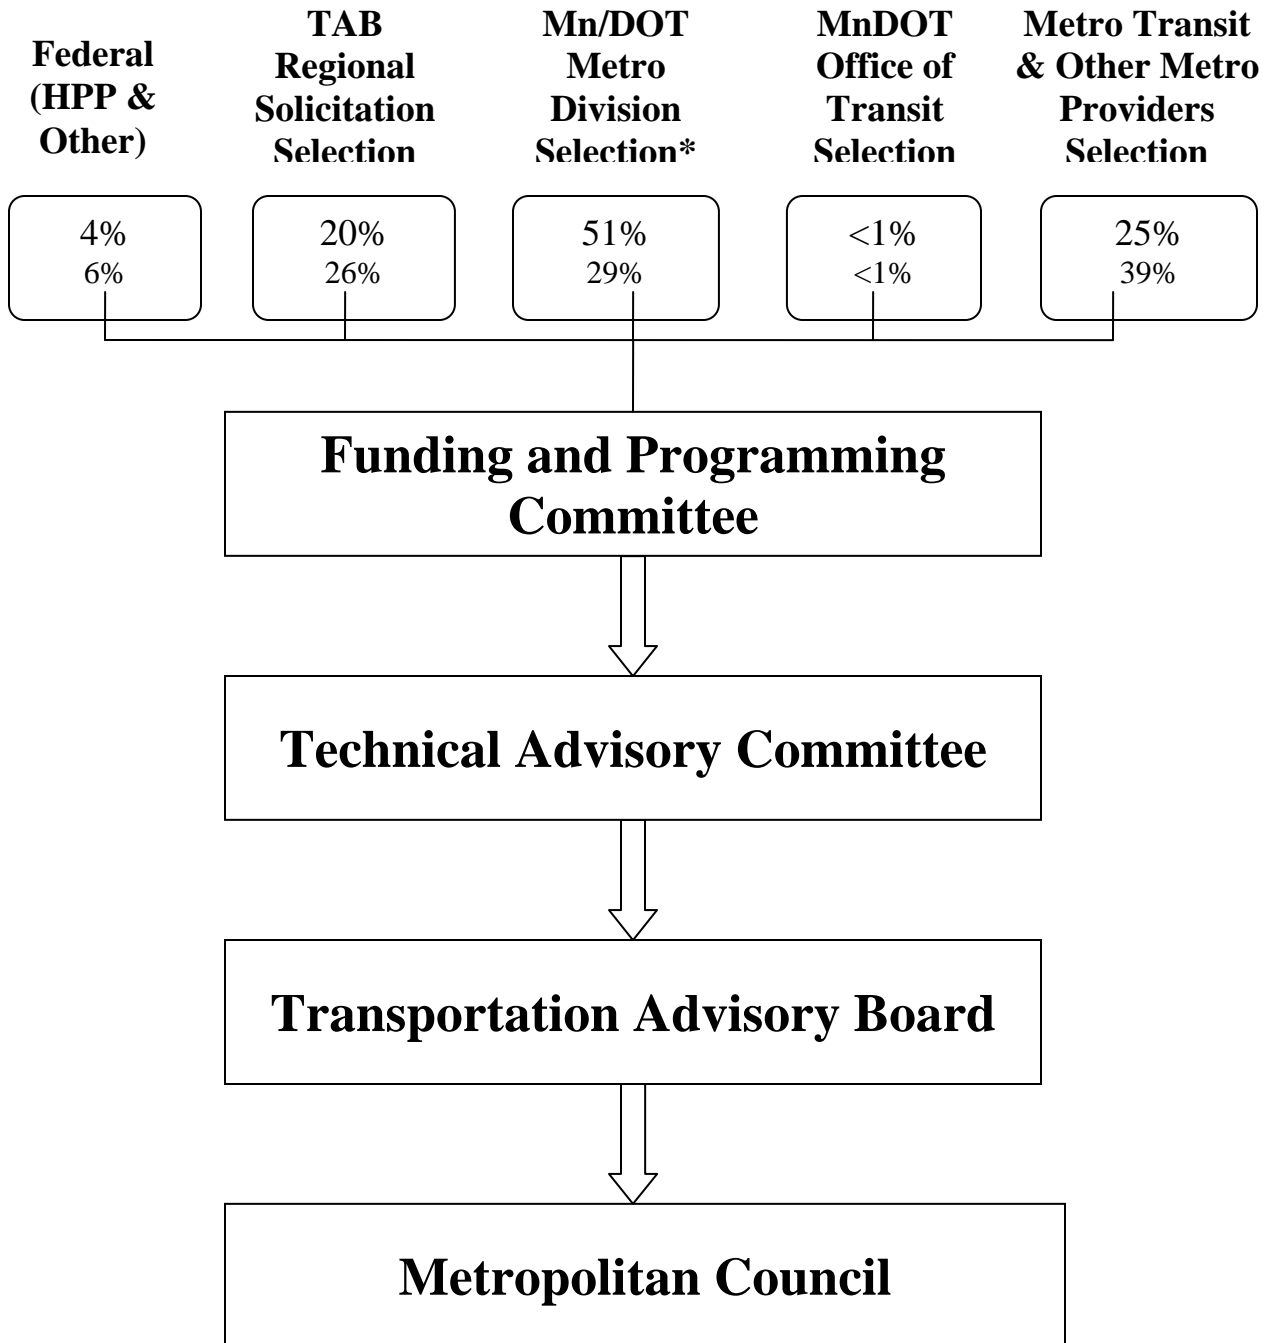 Federal
(HPP &
Other)
TAB
Regional
Solicitation
Selection
Mn/DOT
Metro
Division
Selection*
MnDOT
Office of
Transit
Selection
Metro Transit
& Other Metro
Providers
Selection
4%
6%
20%
26%
51%
29%
<1%
<1%
25%
39%
Funding and Programming
Committee
Technical Advisory Committee
Transportation Advisory Board
Metropolitan Council